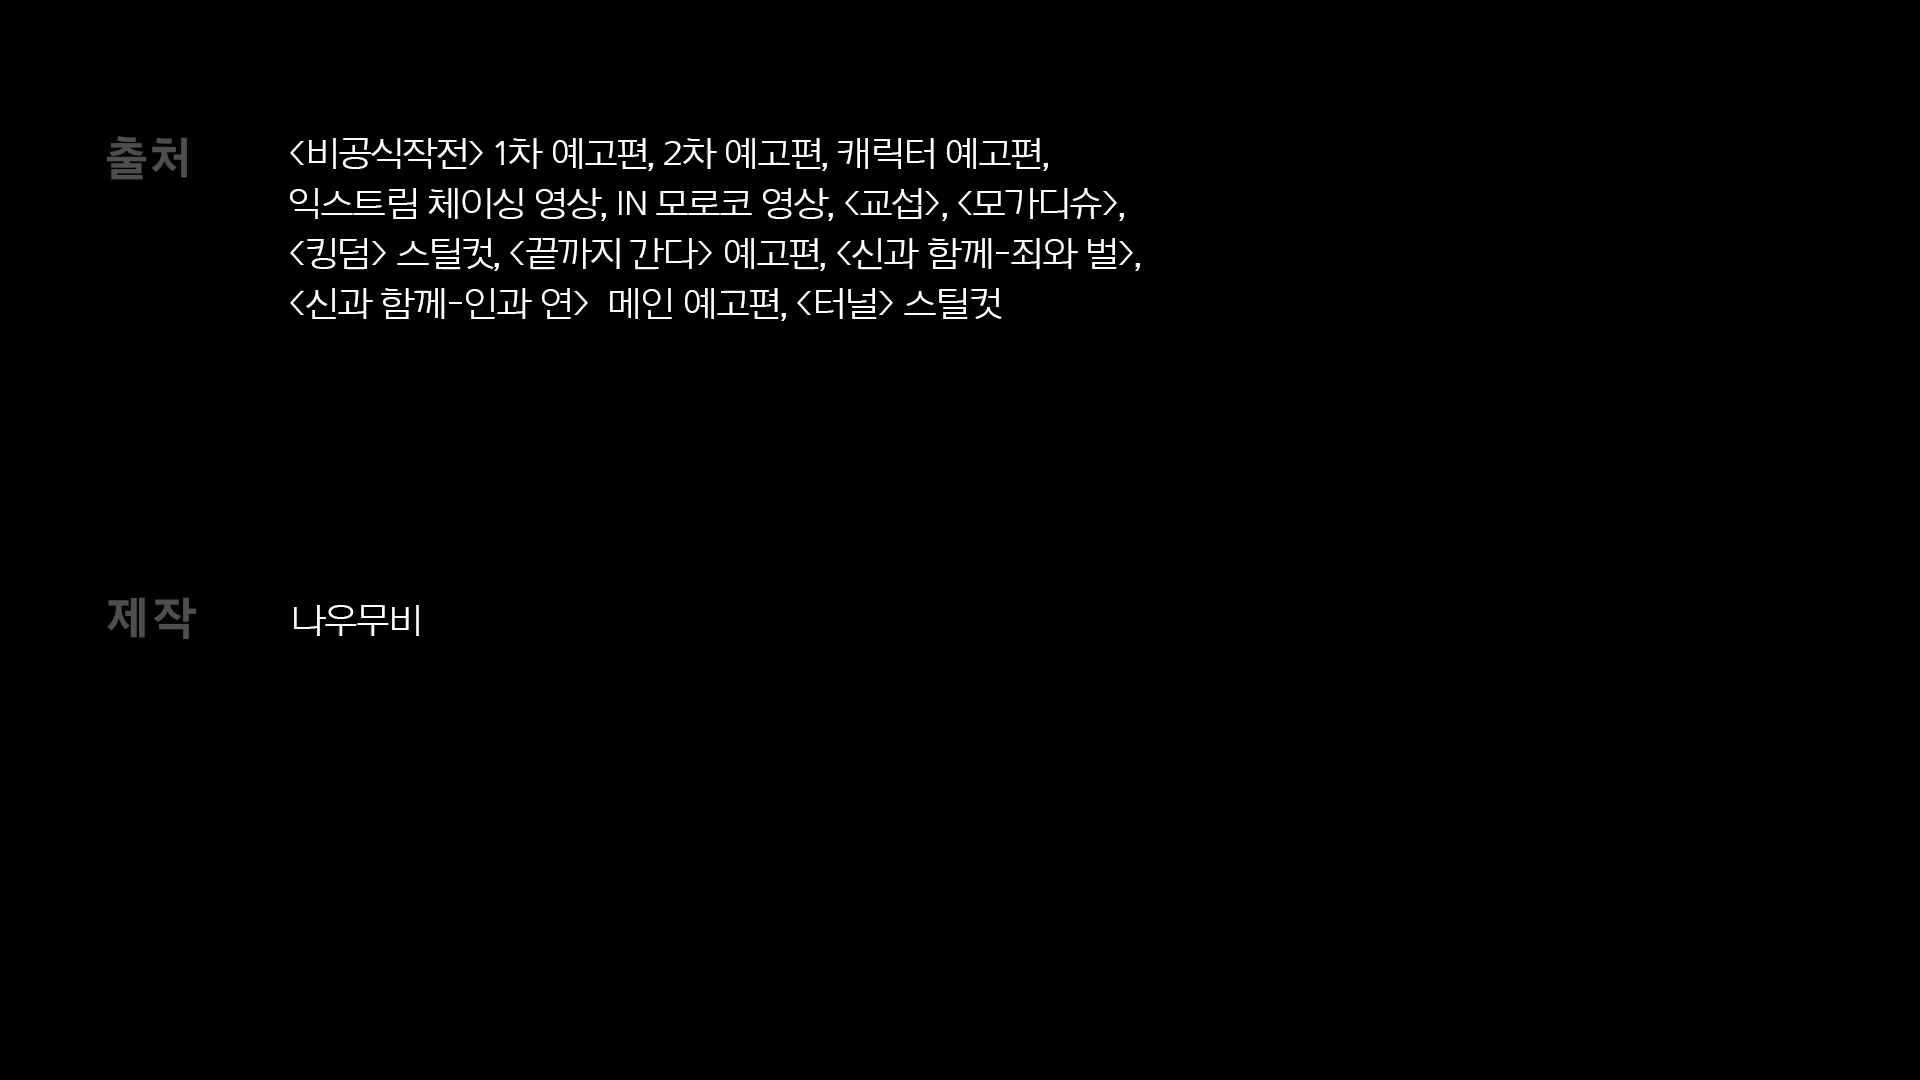 출처
<비공식작전> 1차 예고편, 2차 예고편, 캐릭터 예고편,
익스트림 체이싱 영상, IN 모로코 영상, <교섭>, <모가디슈>,
<킹덤> 스틸컷, <끝까지 간다> 예고편, <신과 함께-죄와 벌>,
<신과 함께-인과 연> 메인 예고편, <터널> 스틸컷
제작
나우무비